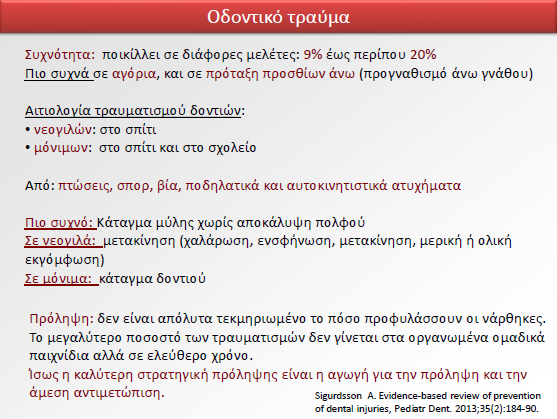 Οδοντικό τραύμα
Συχνότητα: ποικίλλει σε διάφορες μελέτες: 9% έως περίπου 20%
Πιο συχνά σε αγόρια, και σε πρόταξη προσθίων άνω (προγναθισμό άνω γνάθου)
Αιτιολογία τραυματισμού δοντιών:
• νεογιλών: στο σπίτι
• μόνιμων: στο σπίτι και στο σχολείο
Από: πτώσεις, σπορ, βία, ποδηλατικά και αυτοκινητιστικά ατυχήματα
Πιο συχνό: Κάταγμα μύλης χωρίς αποκάλυψη πολφού
Σε νεογιλά: μετακίνηση (χαλάρωση, ενσφήνωση, μετακίνηση, μερική ή ολική
εκγόμφωση)
Σε μόνιμα: κάταγμα δοντιού
Πρόληψη: δεν είναι απόλυτα τεκμηριωμένο το πόσο προφυλάσσουν οι νάρθηκες.
Το μεγαλύτερο ποσοστό των τραυματισμών δεν γίνεται στα οργανωμένα ομαδικά
παιχνίδια αλλά σε ελεύθερο χρόνο.
Ίσως η καλύτερη στρατηγική πρόληψης είναι η αγωγή για την πρόληψη και την
άμεση αντιμετώπιση.
Sigurdsson A. Evidence-based review of prevention
of dental injuries, Pediatr Dent. 2013;35(2):184-90.